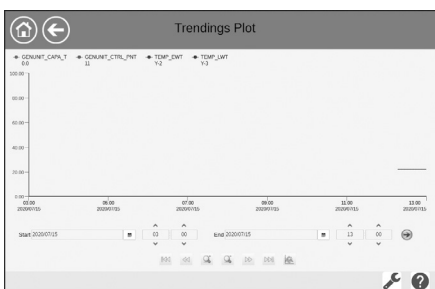 Trendings Plot
GENUNIT_CAPA_T GENUNIT_CTRL_PNT TEMP_EWT TEMP_LWT
0.0 11 Y-2 Y-3
100.00
80.00
60.00
40.00
20.00
0.00
03:00 05:00 07:00 09:00 11:00 13:00
2020/07/15 2020/07/15 2020/07/15 2020/07/15 2020/07/15 2020/07/15
Start 2020/07/15 03 00 End 2020/07/15 13 00